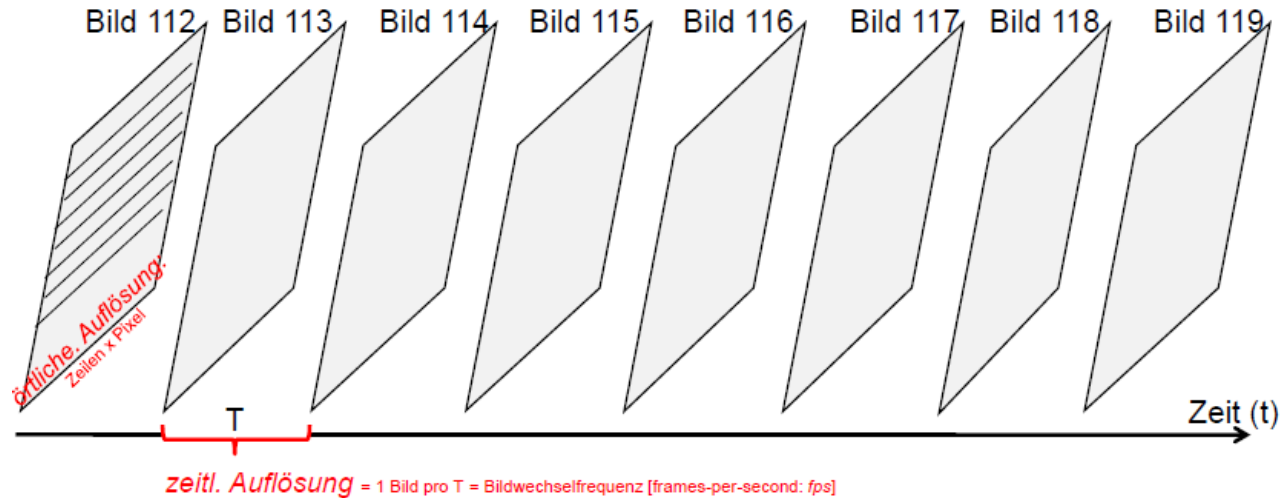 Bild 112 Bild 113 Bild 114 Bild 115 Bild 116 Bild 117 Bild 118 Bild 119
örtliche. Auflösung:
Zeilen x Pixel
T
Zeit (t)
zeitl. Auflösung = 1 Bild pro T = Bildwechselfrequenz [frames-per-second: fps]